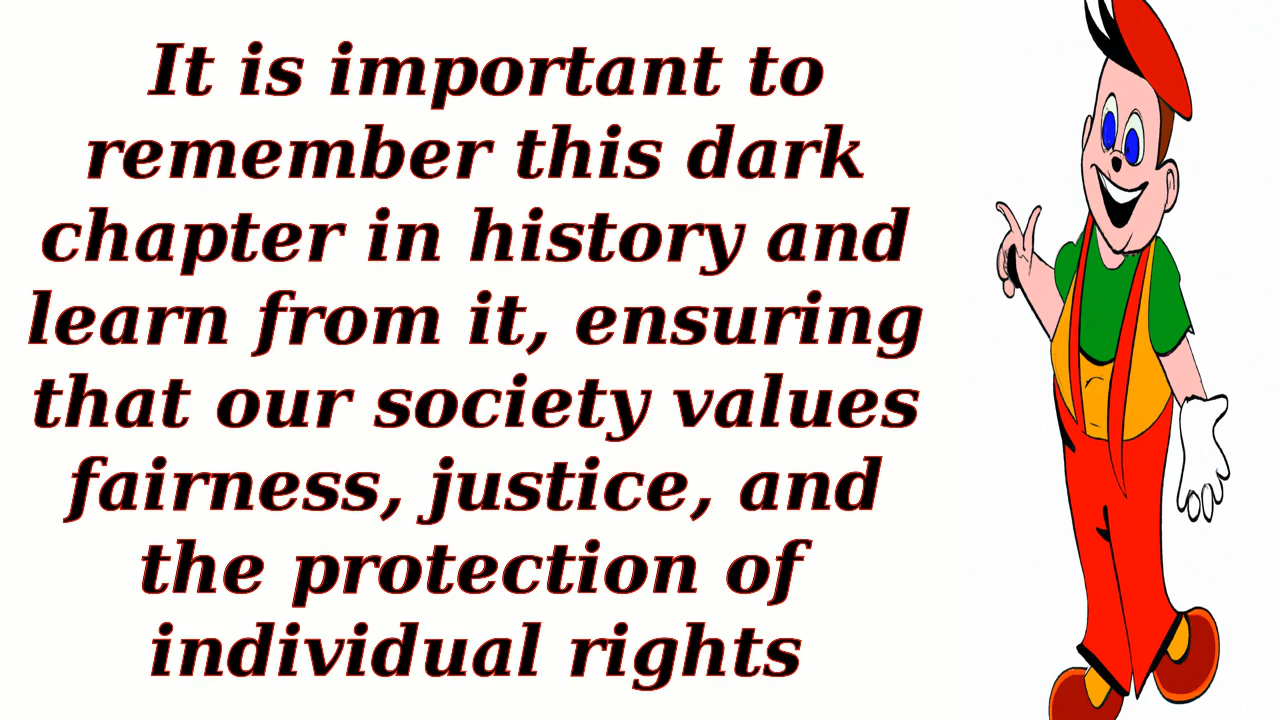 It is important to
remember this dark
chapter in history and
learn from it, ensuring
that our society values
fairness, justice, and
the protection of
individual rights